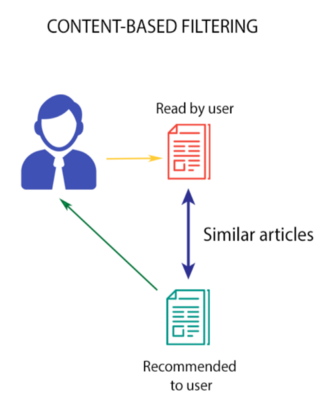 CONTENT-BASED FILTERING
Read by user
Similar articles
Recommended
to user